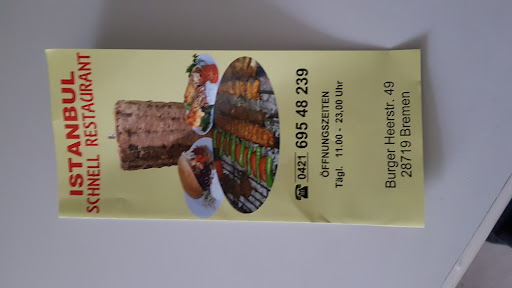 ISTANBUL
SCHNELL RESTAURANT
☎ 0421 695 48 239
ÖFFNUNGSZEITEN
Tägl. 11.00 - 23.00 Uhr
Burger Heerstr. 49
28719 Bremen